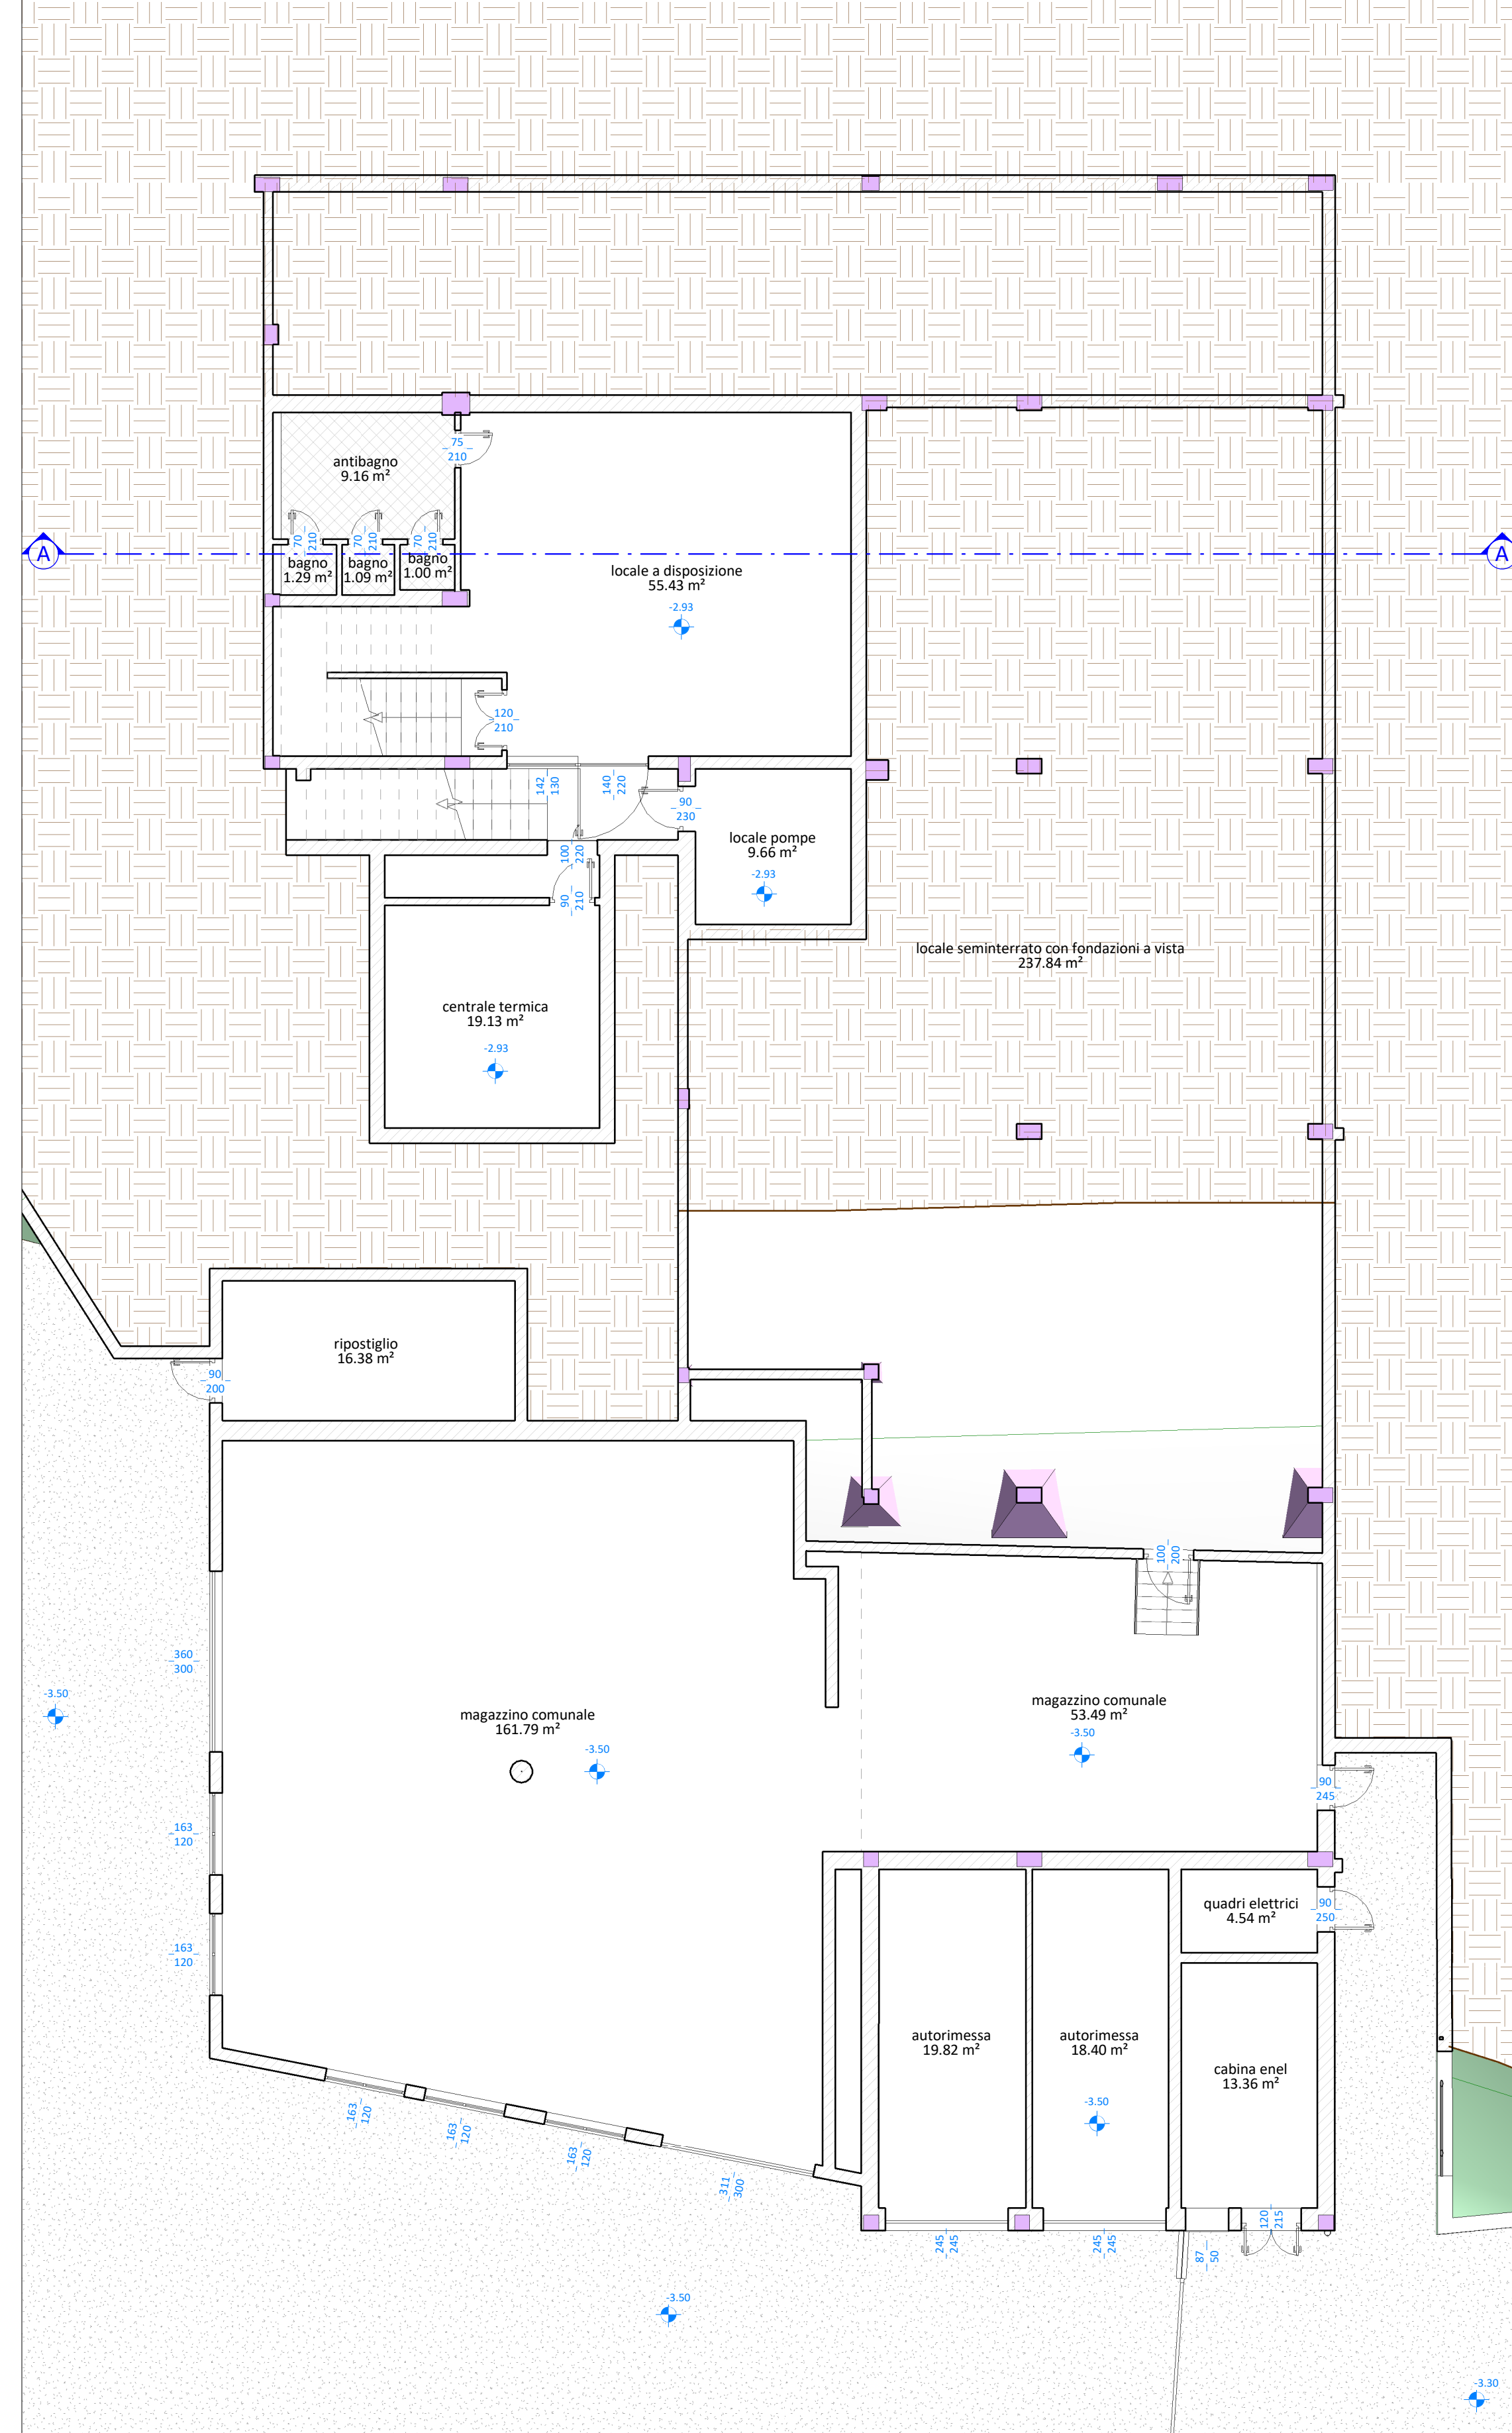 75
210
antibagno
9.16 m²
70
210
70
210
70
210
A
A
bagno
1.29 m²
bagno
1.09 m²
bagno
1.00 m²
locale a disposizione
55.43 m²
-2.93
120
210
142
130
140
220
90
230
locale pompe
9.66 m²
-2.93
100
220
90
210
locale seminterrato con fondazioni a vista
237.84 m²
centrale termica
19.13 m²
-2.93
ripostiglio
16.38 m²
90
200
100
200
360
300
-3.50
magazzino comunale
161.79 m²
-3.50
magazzino comunale
53.49 m²
-3.50
90
245
163
120
quadri elettrici
4.54 m²
90
250
163
120
autorimessa
19.82 m²
autorimessa
18.40 m²
cabina enel
13.36 m²
-3.50
163
120
163
120
163
120
311
300
245
245
245
245
87
50
120
215
-3.50
-3.30